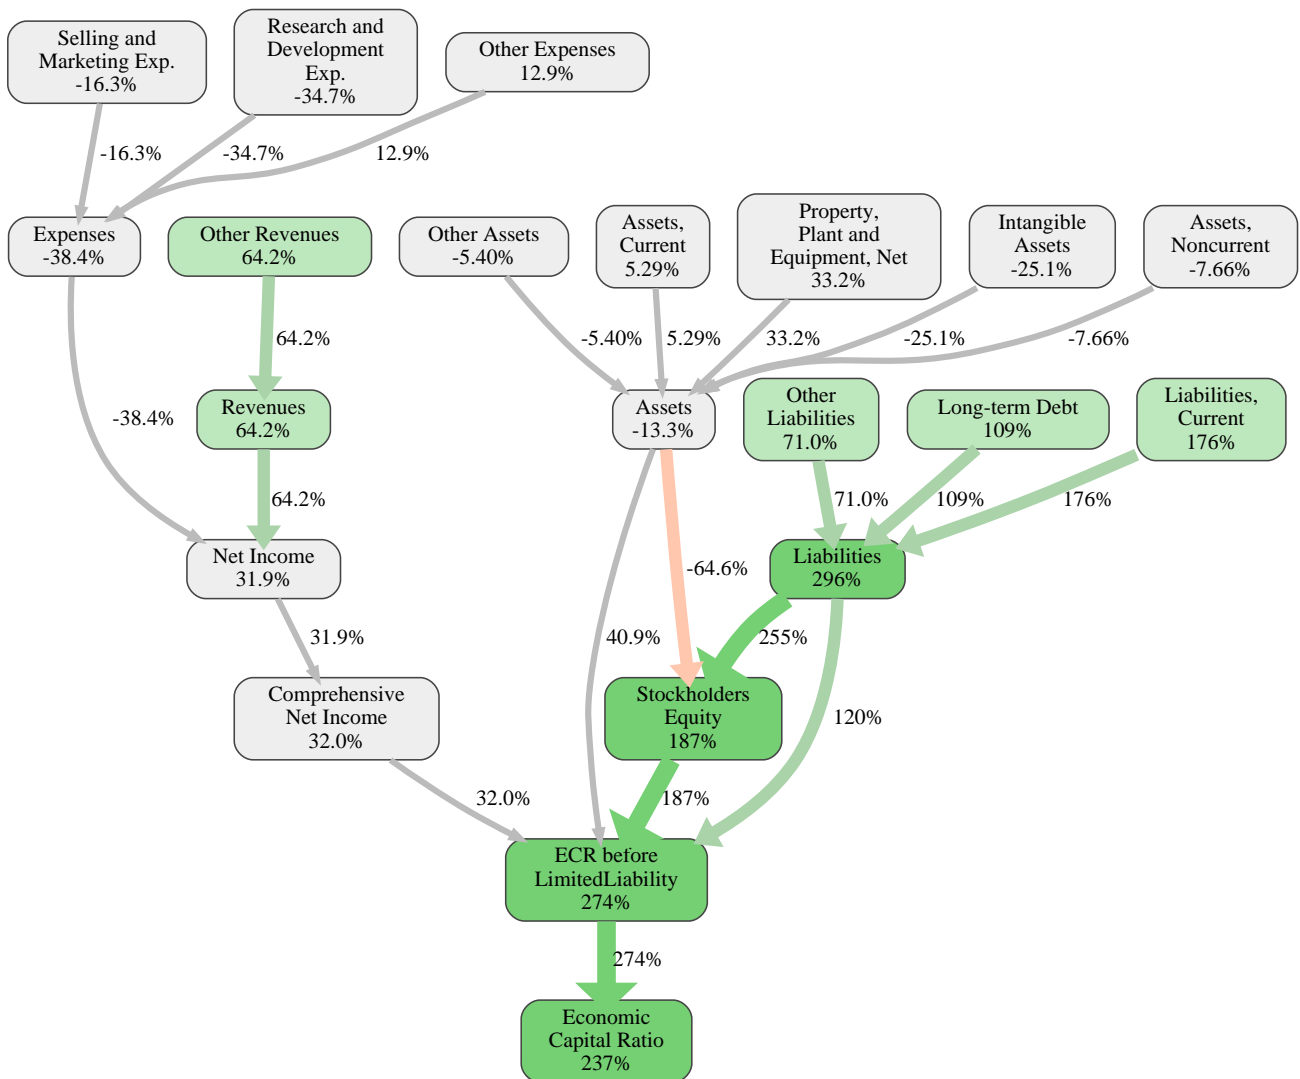 Selling and
Marketing Exp.
-16.3%
Research and
Development
Exp.
-34.7%
Other Expenses
12.9%
-16.3%
-34.7%
12.9%
Expenses
-38.4%
Other Revenues
64.2%
Other Assets
-5.40%
Assets,
Current
5.29%
Property,
Plant and
Equipment, Net
33.2%
Intangible
Assets
-25.1%
Assets,
Noncurrent
-7.66%
64.2%
-5.40%
5.29%
33.2%
-25.1%
-7.66%
-38.4%
Revenues
64.2%
Assets
-13.3%
Other
Liabilities
71.0%
Long-term Debt
109%
Liabilities,
Current
176%
64.2%
71.0%
109%
176%
Net Income
31.9%
-64.6%
Liabilities
296%
31.9%
40.9%
255%
120%
Comprehensive
Net Income
32.0%
Stockholders
Equity
187%
32.0%
187%
ECR before
LimitedLiability
274%
274%
Economic
Capital Ratio
237%